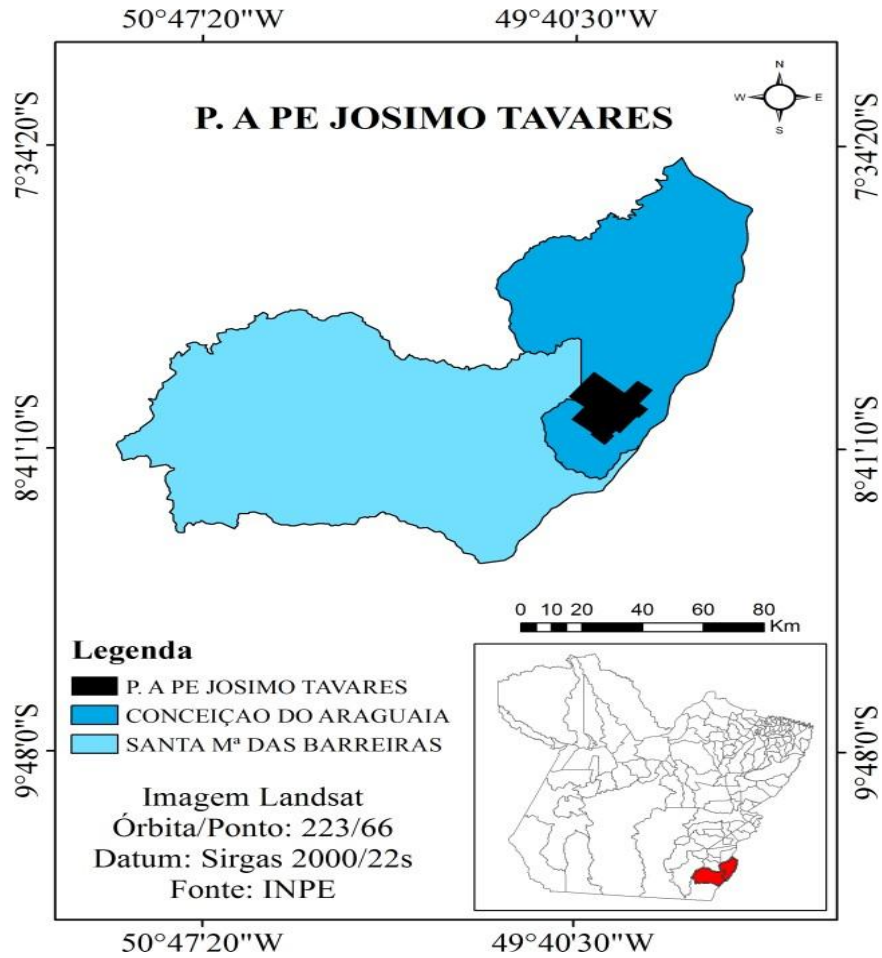 50°47'20"W 49°40'30"W
N
W E
S
P. A PE JOSIMO TAVARES
7°34'20"S 7°34'20"S
8°41'10"S 8°41'10"S
0 10 20 40 60 80
Km
Legenda
P. A PE JOSIMO TAVARES
CONCEIÇAO DO ARAGUAIA
SANTA Mª DAS BARREIRAS
9°48'0"S 9°48'0"S
Imagem Landsat
Órbita/Ponto: 223/66
Datum: Sirgas 2000/22s
Fonte: INPE
50°47'20"W 49°40'30"W